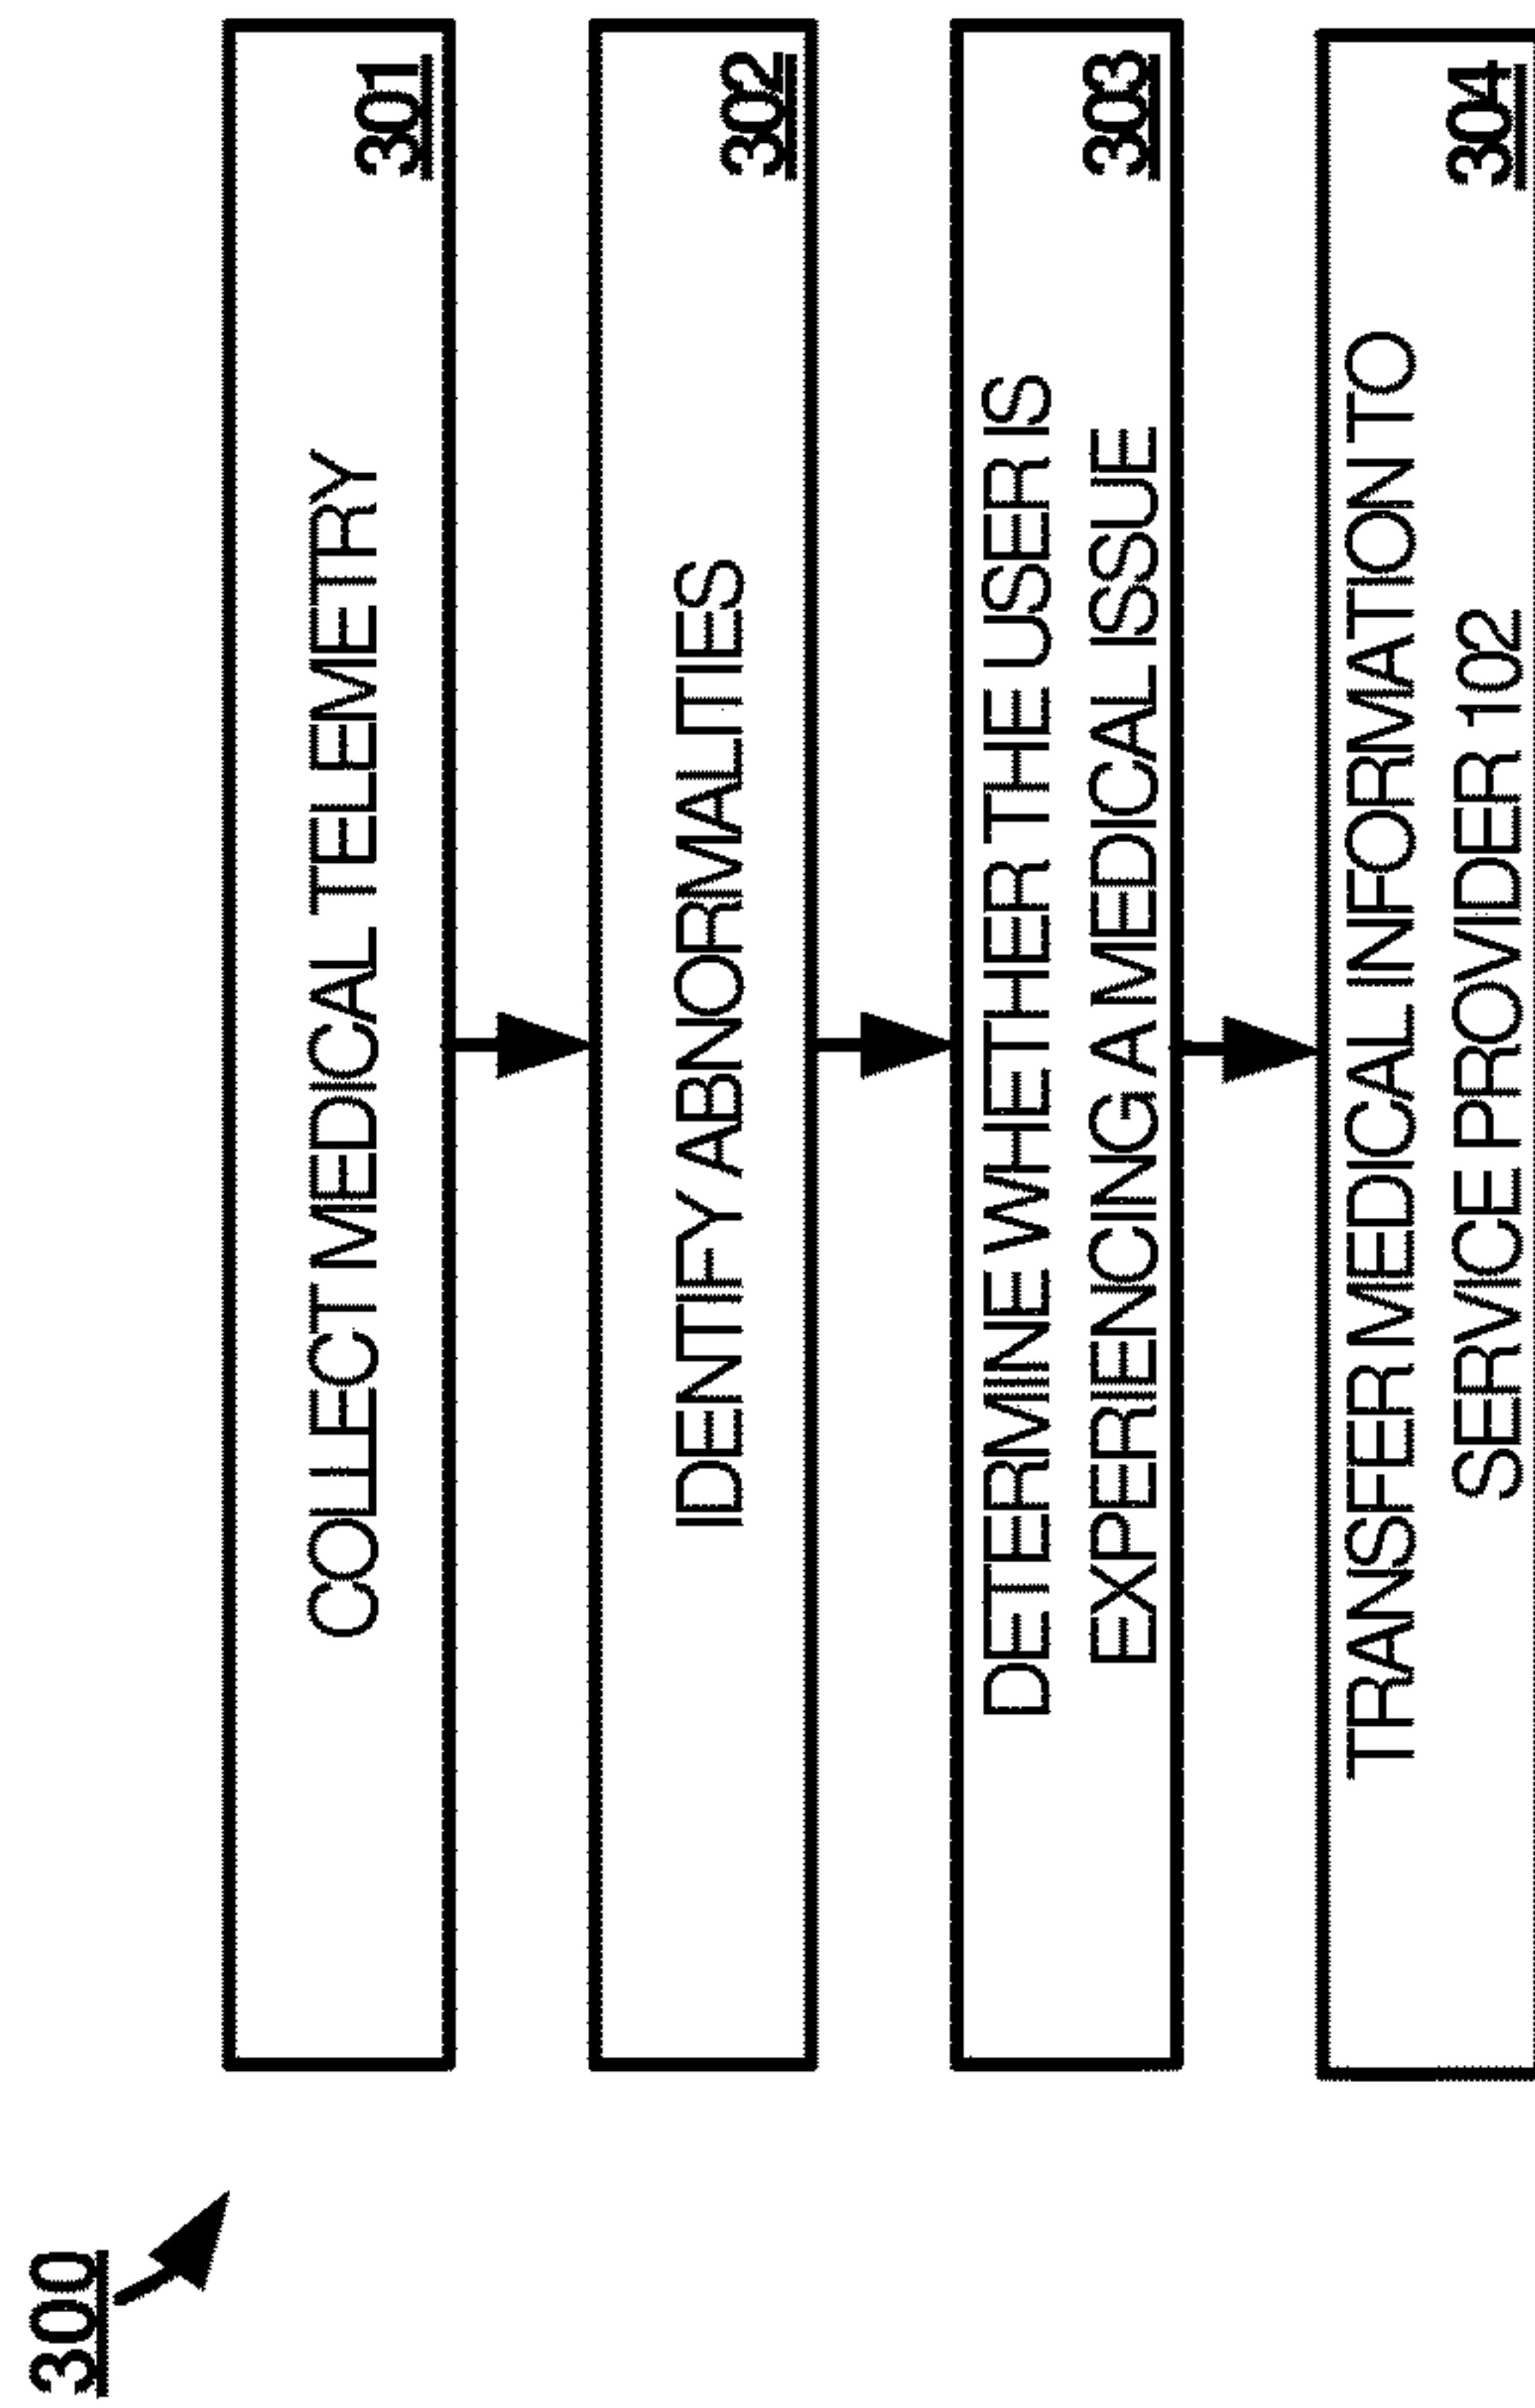 300
COLLECT MEDICAL TELEMETRY
301
IDENTIFY ABNORMALITIES
302
DETERMINE WHETHER THE USER IS
EXPERIENCING A MEDICAL ISSUE
303
TRANSFER MEDICAL INFORMATION TO
SERVICE PROVIDER 102
304